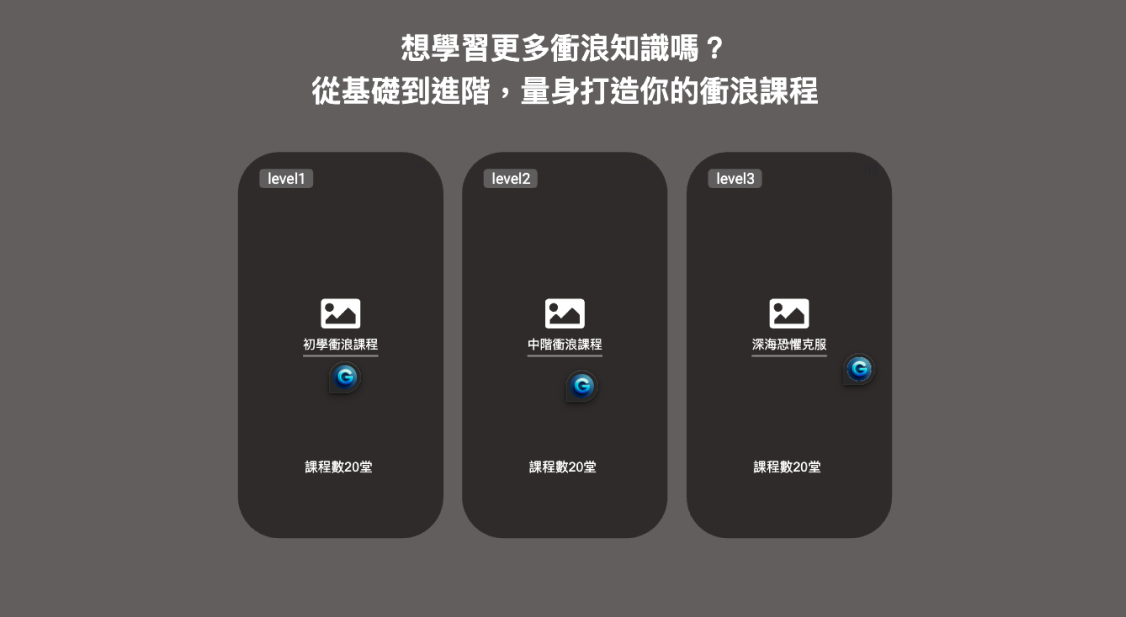 想學習更多衝浪知識嗎？
從基礎到進階，量身打造你的衝浪課程
level1
初學衝浪課程
G
課程數20堂
level2
中階衝浪課程
G
課程數20堂
level3
深海恐懼克服
G
課程數20堂